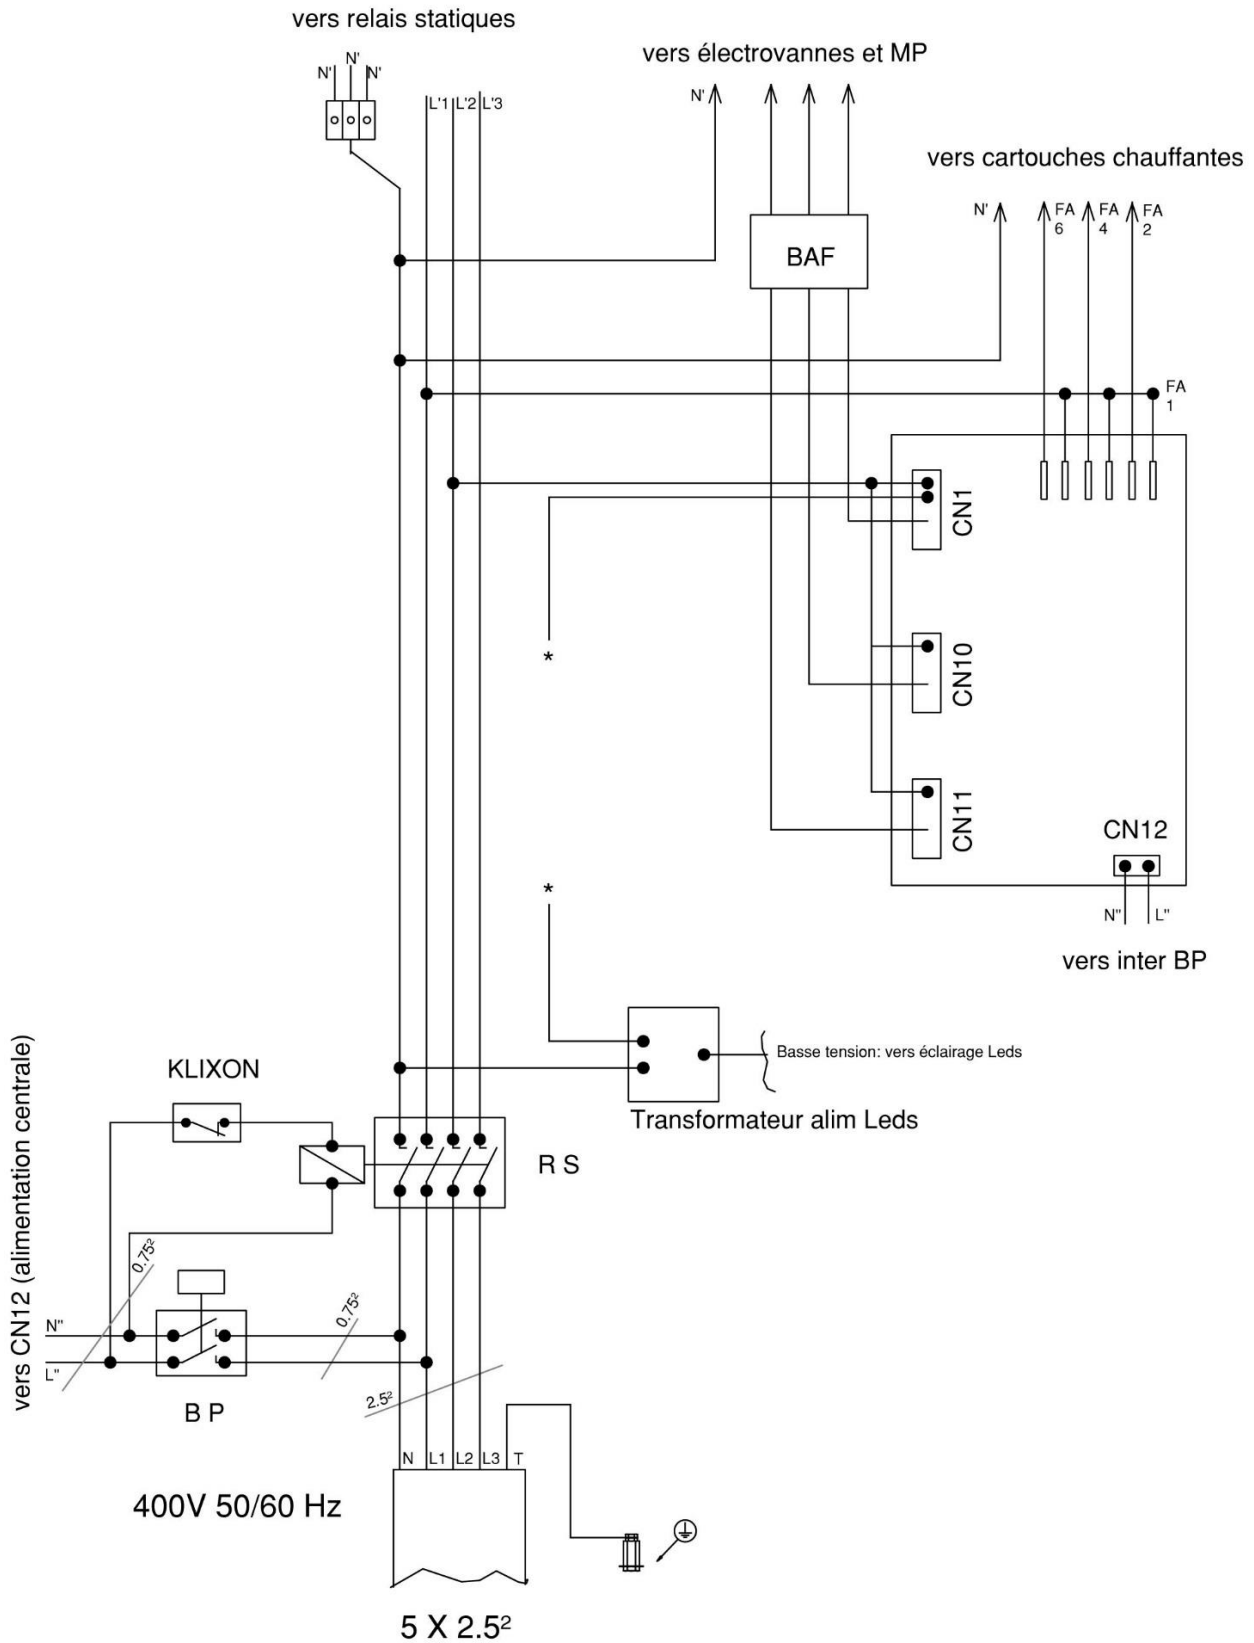 vers relais statiques
N'
N'
N'
L'1
L'2
L'3
vers électrovannes et MP
N'
vers cartouches chauffantes
N'
FA
6
FA
4
FA
2
BAF
FA
1
CN1
*
CN10
CN11
CN12
N"
L"
vers inter BP
*
Basse tension: vers éclairage Leds
Transformateur alim Leds
KLIXON
R S
vers CN12 (alimentation centrale)
0.75²
0.75²
N"
L"
B P
2.5²
N
L1
L2
L3
T
400V 50/60 Hz
5 X 2.5²